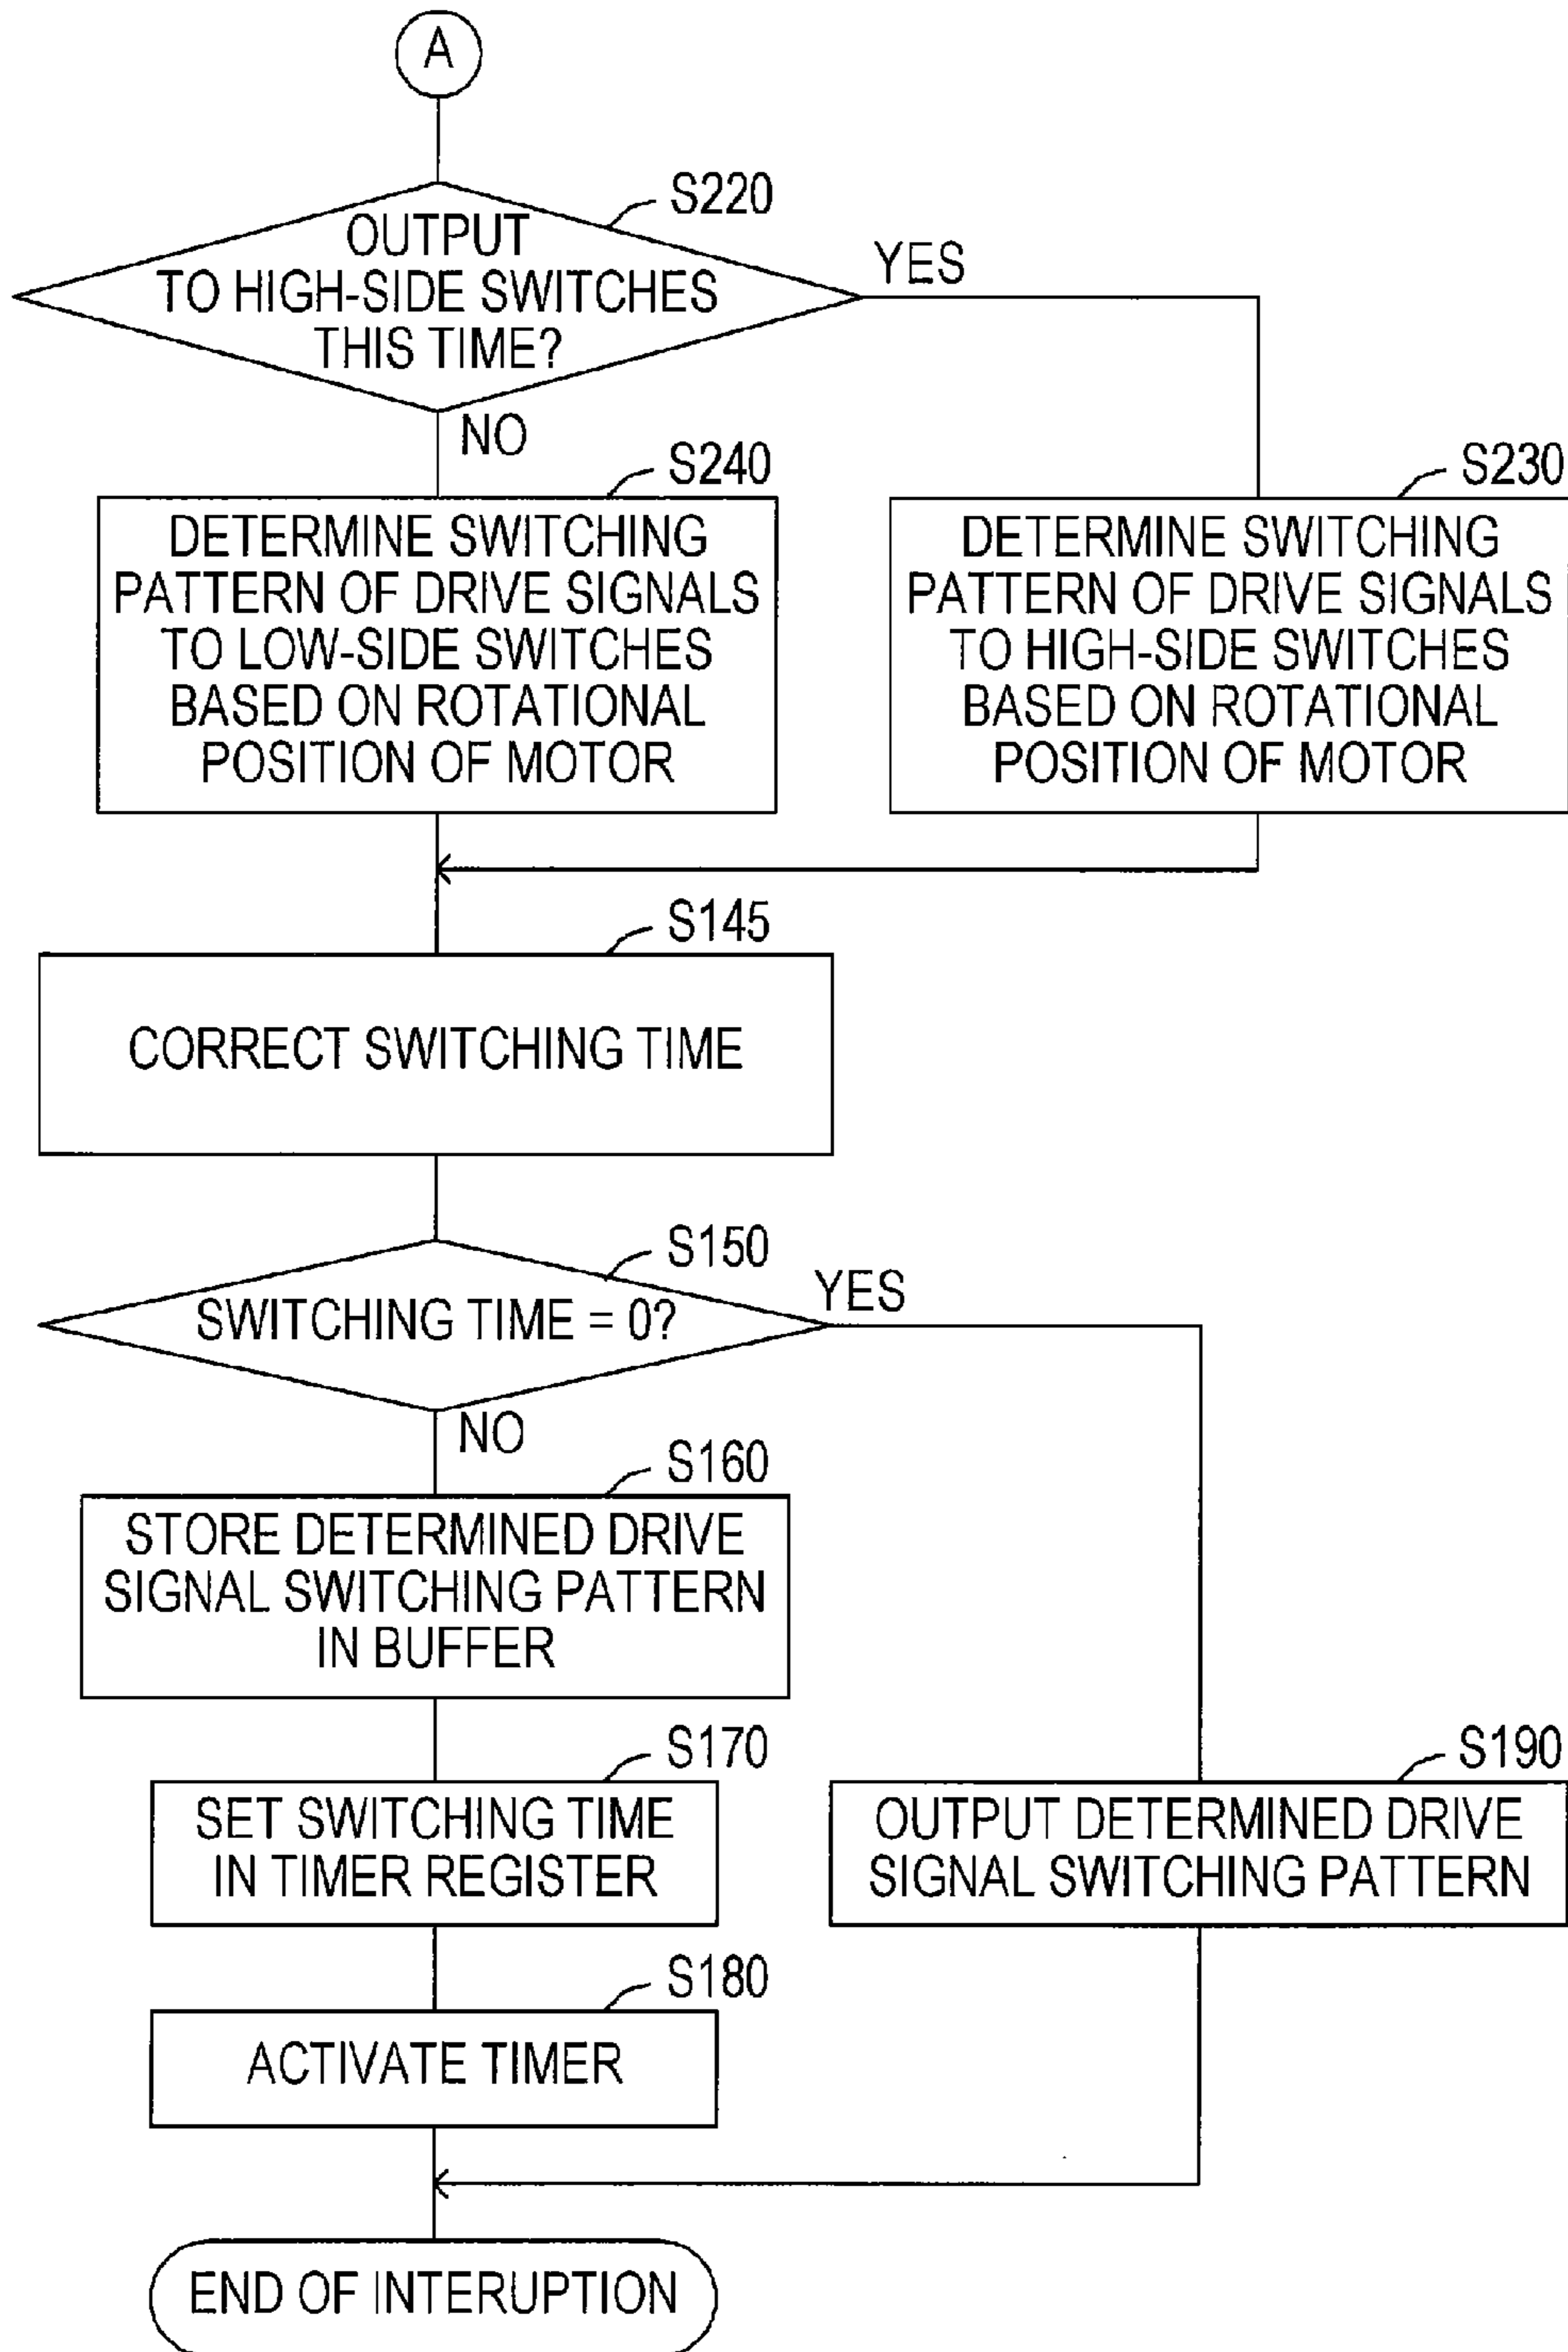 A
S220
OUTPUT
TO HIGH-SIDE SWITCHES
THIS TIME?
YES
NO
S240
DETERMINE SWITCHING
PATTERN OF DRIVE SIGNALS
TO LOW-SIDE SWITCHES
BASED ON ROTATIONAL
POSITION OF MOTOR
S230
DETERMINE SWITCHING
PATTERN OF DRIVE SIGNALS
TO HIGH-SIDE SWITCHES
BASED ON ROTATIONAL
POSITION OF MOTOR
S145
CORRECT SWITCHING TIME
S150
SWITCHING TIME = 0?
YES
NO
S160
STORE DETERMINED DRIVE
SIGNAL SWITCHING PATTERN
IN BUFFER
S170
SET SWITCHING TIME
IN TIMER REGISTER
S190
OUTPUT DETERMINED DRIVE
SIGNAL SWITCHING PATTERN
S180
ACTIVATE TIMER
END OF INTERUPTION